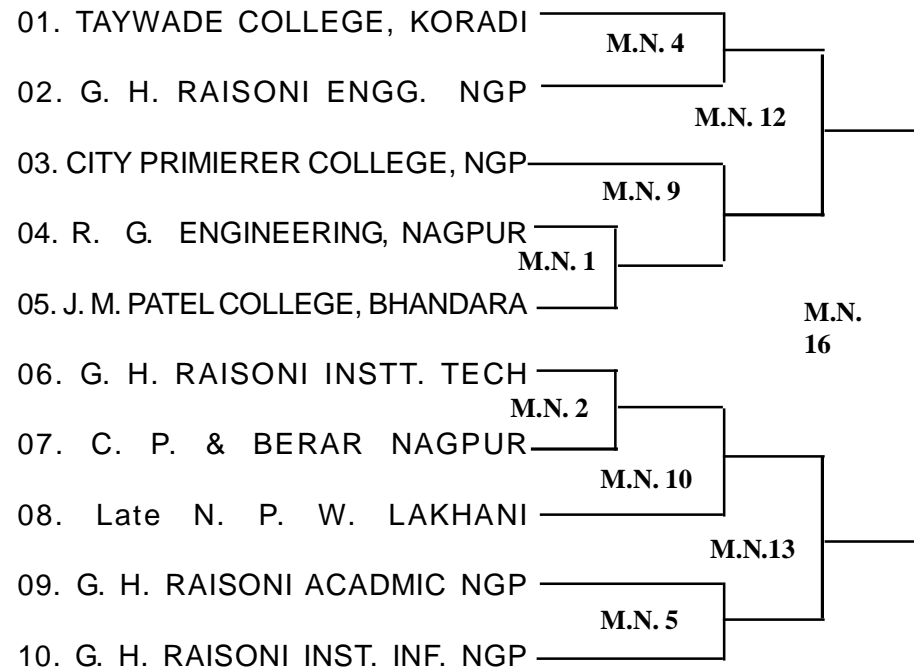 01. TAYWADE COLLEGE, KORADI
M.N. 4
02. G. H. RAISONI ENGG. NGP
M.N. 12
03. CITY PRIMIERER COLLEGE, NGP
M.N. 9
04. R. G. ENGINEERING, NAGPUR
M.N. 1
05. J. M. PATEL COLLEGE, BHANDARA
M.N.
16
06. G. H. RAISONI INSTT. TECH
M.N. 2
07. C. P. & BERAR NAGPUR
M.N. 10
08. Late N. P. W. LAKHANI
M.N.13
09. G. H. RAISONI ACADMIC NGP
M.N. 5
10. G. H. RAISONI INST. INF. NGP